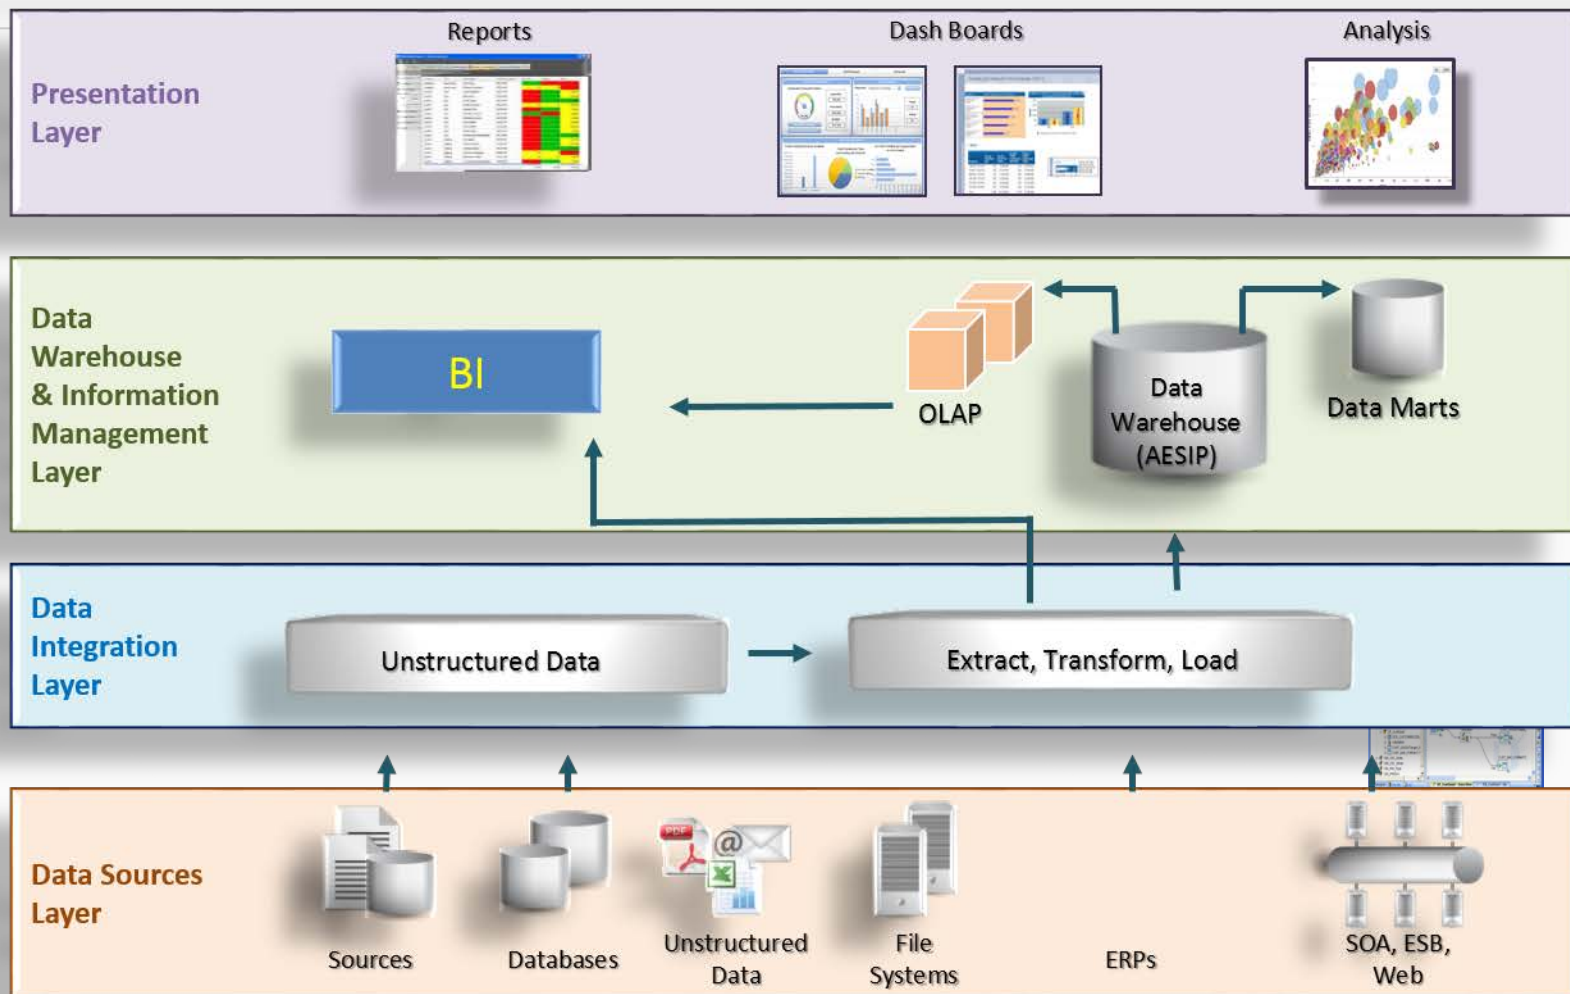 Reports
Dash Boards
Analysis
Presentation
Layer
Data
Warehouse
& Information
Management
Layer
BI
OLAP
Data
Warehouse
(AESIP)
Data Marts
Data
Integration
Layer
Unstructured Data
Extract, Transform, Load
Data Sources
Layer
PDF
@
Sources
Databases
Unstructured
Data
File
Systems
ERPs
SOA, ESB,
Web